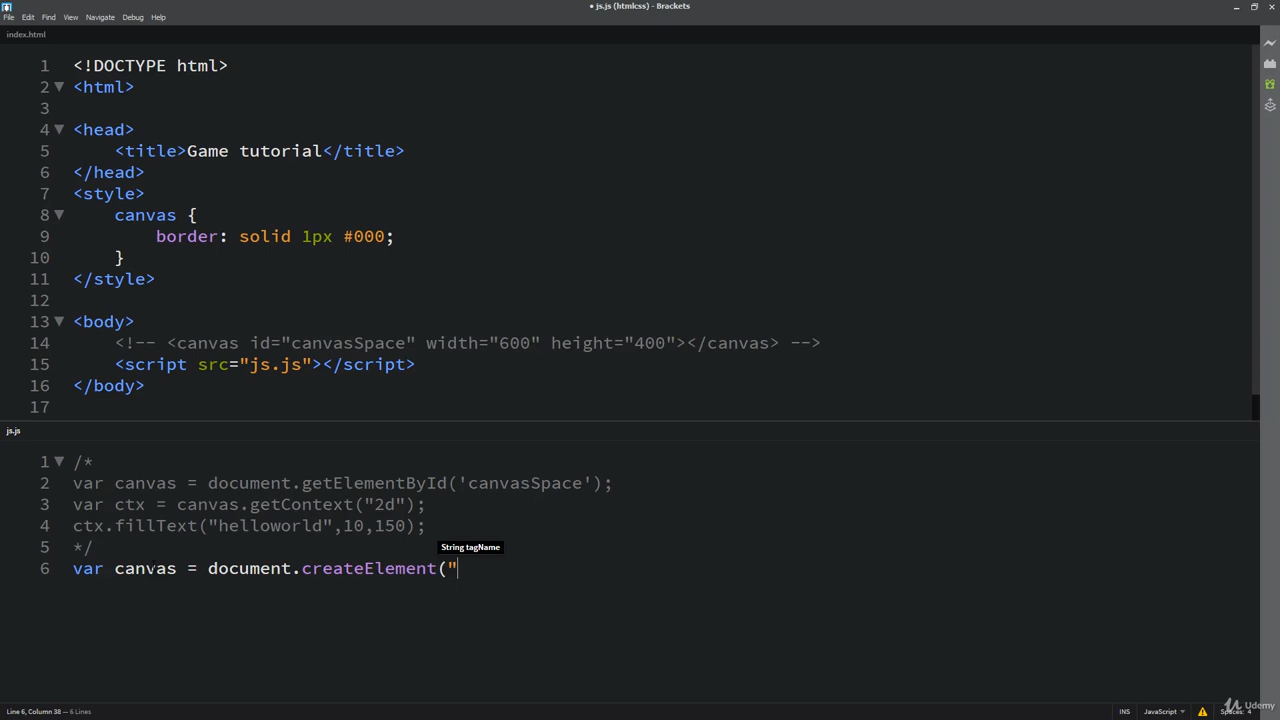 • js.js (htmlcss) - Brackets
File Edit Find View Navigate Debug Help
index.html
1 <!DOCTYPE html>
2 <html>
3
4 <head>
5 <title>Game tutorial</title>
6 </head>
7 <style>
8 canvas {
9 border: solid 1px #000;
10 }
11 </style>
12
13 <body>
14 <!-- <canvas id="canvasSpace" width="600" height="400"></canvas> -->
15 <script src="js.js"></script>
16 </body>
17
js.js
1 /*
2 var canvas = document.getElementById('canvasSpace');
3 var ctx = canvas.getContext("2d");
4 ctx.fillText("helloworld",10,150);
5 */
String tagName
6 var canvas = document.createElement("
Line 6, Column 38 — 6 Lines
INS JavaScript Spaces: 4
Udemy